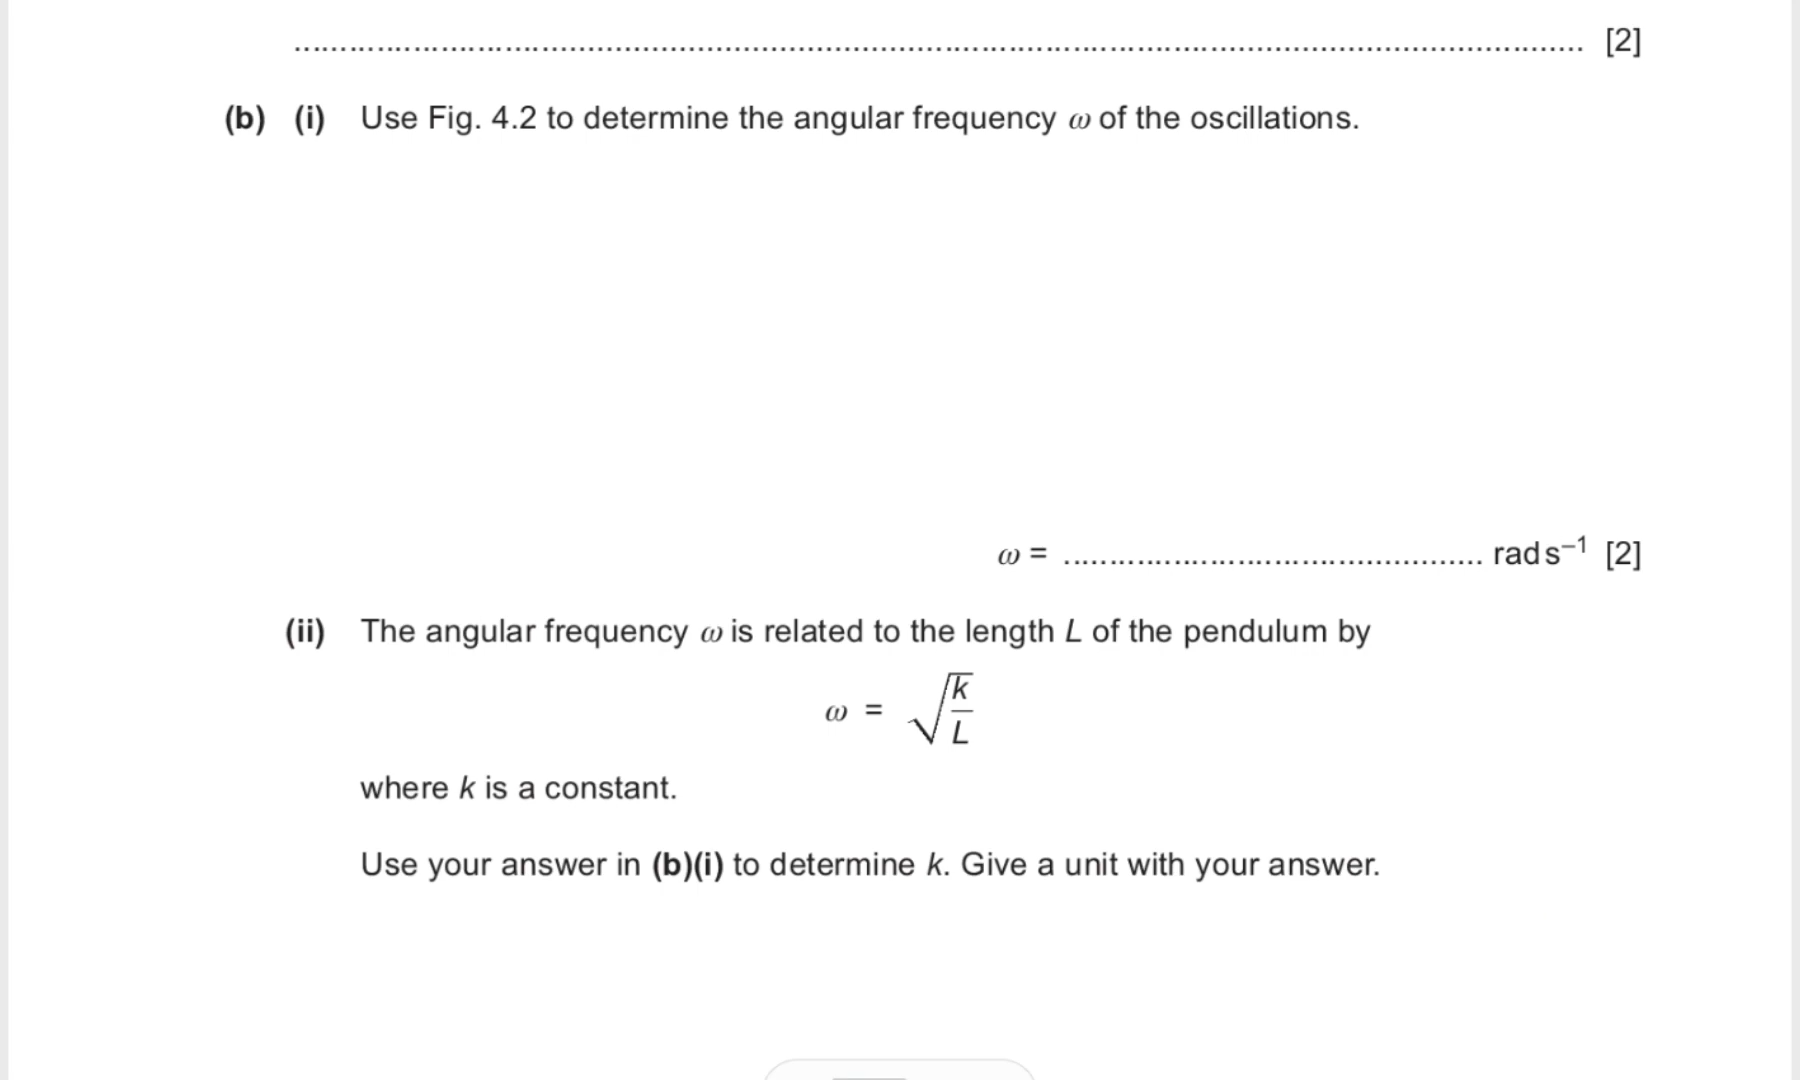 ................................................................................................................................ [2]
(b) (i) Use Fig. 4.2 to determine the angular frequency ω of the oscillations.
ω = .......................................... rad s⁻¹ [2]
(ii) The angular frequency ω is related to the length L of the pendulum by
ω = √(k/L)
where k is a constant.
Use your answer in (b)(i) to determine k. Give a unit with your answer.